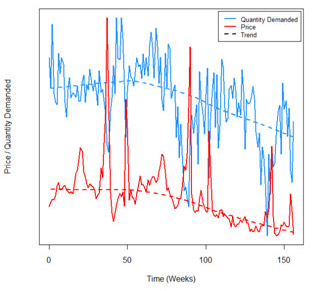 Quantity Demanded
Price
Trend
Price / Quantity Demanded
0
50
100
150
Time (Weeks)